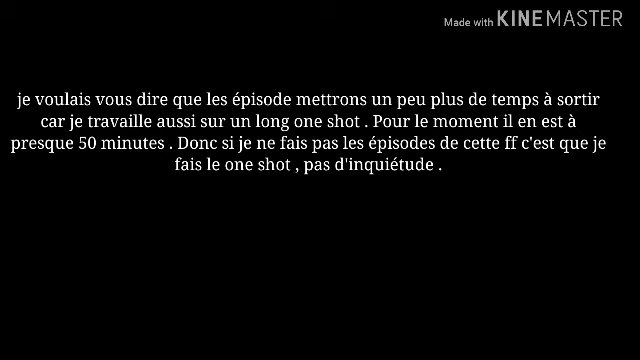 Made with KINEMASTER
je voulais vous dire que les épisode mettrons un peu plus de temps à sortir
car je travaille aussi sur un long one shot . Pour le moment il en est à
presque 50 minutes . Donc si je ne fais pas les épisodes de cette ff c'est que je
fais le one shot , pas d'inquiétude .